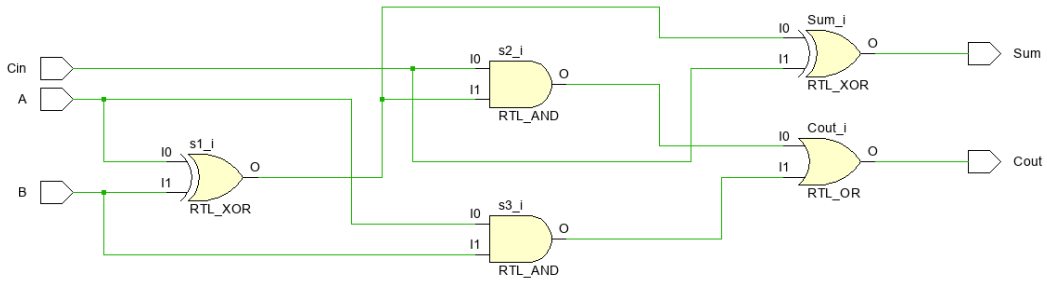 Sum_i
I0
O
Sum
I1
RTL_XOR
s2_i
Cin
I0
O
I1
RTL_AND
A
Cout_i
I0
O
Cout
I1
RTL_OR
s1_i
I0
O
B
I1
RTL_XOR
s3_i
I0
O
I1
RTL_AND